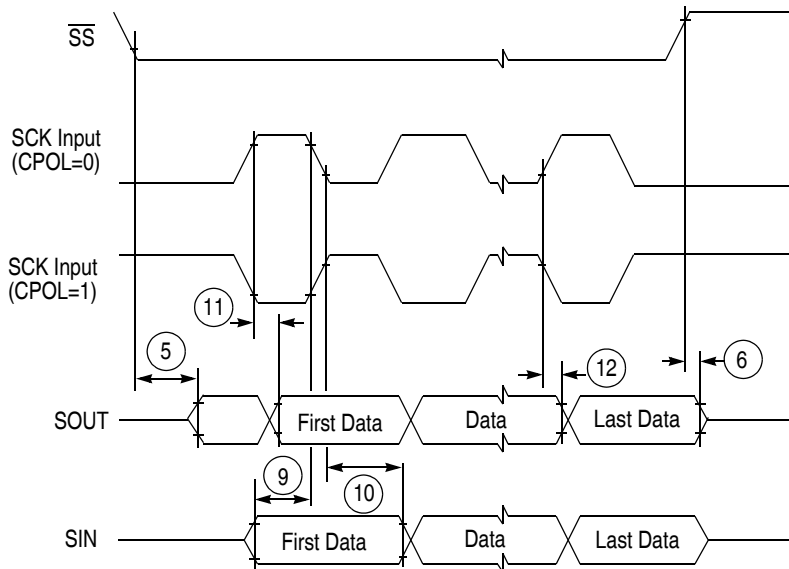 SS
SCK Input
(CPOL=0)
SCK Input
(CPOL=1)
11
5
12
6
SOUT
First Data
Data
Last Data
9
10
SIN
First Data
Data
Last Data